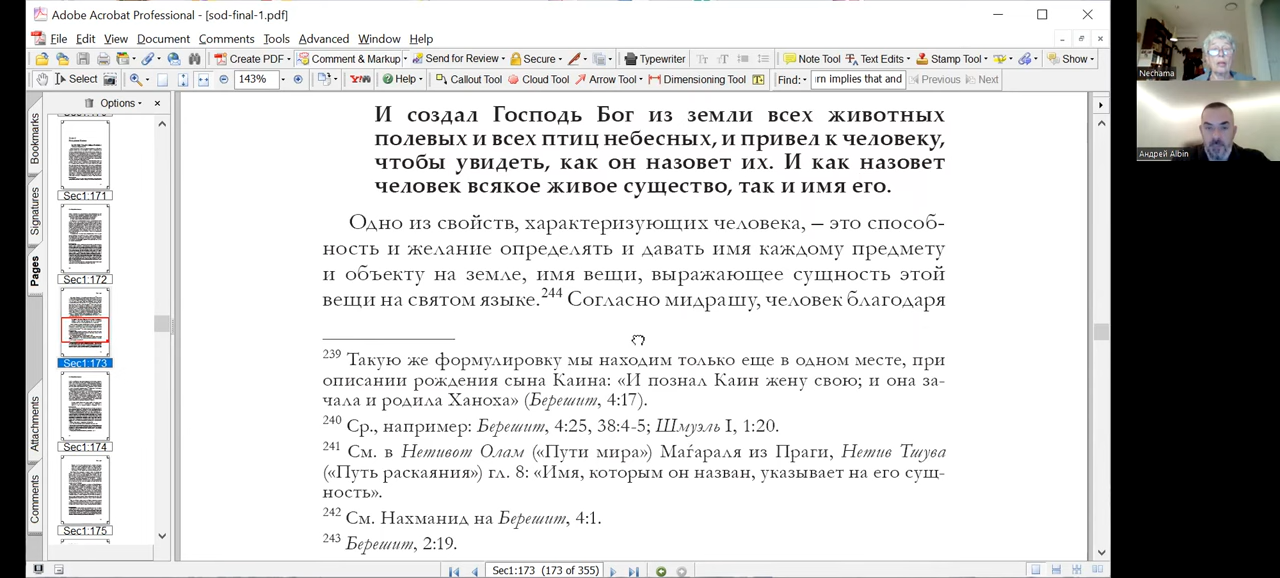 Adobe Acrobat Professional - [sod-final-1.pdf]
File Edit View Document Comments Tools Advanced Window Help
Create PDF Comment & Markup Send for Review Secure Typewriter Note Tool Text Edits Stamp Tool Show
Select 143% Help Callout Tool Cloud Tool Arrow Tool Dimensioning Tool Find: rm implies that and Previous Next
Options
Bookmarks
Signatures
Pages
Attachments
Comments
Sec1:171
Sec1:172
Sec1:173
Sec1:174
Sec1:175
И создал Господь Бог из земли всех животных
полевых и всех птиц небесных, и привел к человеку,
чтобы увидеть, как он назовет их. И как назовет
человек всякое живое существо, так и имя его.
Одно из свойств, характеризующих человека, – это способ-
ность и желание определять и давать имя каждому предмету
и объекту на земле, имя вещи, выражающее сущность этой
вещи на святом языке.244 Согласно мидрашу, человек благодаря
239 Такую же формулировку мы находим только еще в одном месте, при
описании рождения сына Каина: «И познал Каин жену свою; и она за-
чала и родила Ханоха» (Берешит, 4:17).
240 Ср., например: Берешит, 4:25, 38:4-5; Шмуэль I, 1:20.
241 См. в Нетивот Олам («Пути мира») Маѓараля из Праги, Нетив Тшува
(«Путь раскаяния») гл. 8: «Имя, которым он назван, указывает на его сущ-
ность».
242 См. Нахманид на Берешит, 4:1.
243 Берешит, 2:19.
Sec1:173 (173 of 355)
Nechama
Андрей Albin